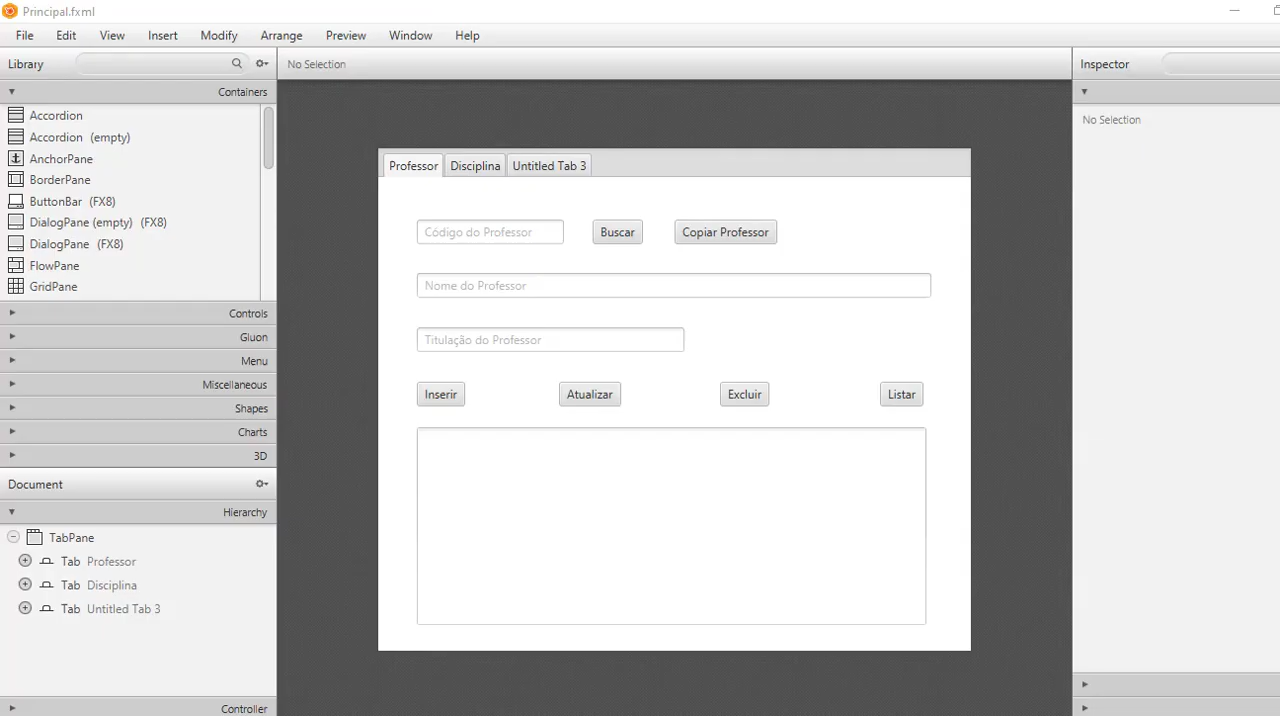 Principal.fxml
File Edit View Insert Modify Arrange Preview Window Help
Library
No Selection
Inspector
Containers
Accordion
Accordion (empty)
AnchorPane
BorderPane
ButtonBar (FX8)
DialogPane (empty) (FX8)
DialogPane (FX8)
FlowPane
GridPane
Controls
Gluon
Menu
Miscellaneous
Shapes
Charts
3D
Document
Hierarchy
TabPane
Tab Professor
Tab Disciplina
Tab Untitled Tab 3
Controller
Professor Disciplina Untitled Tab 3
Código do Professor Buscar Copiar Professor
Nome do Professor
Titulação do Professor
Inserir Atualizar Excluir Listar
No Selection